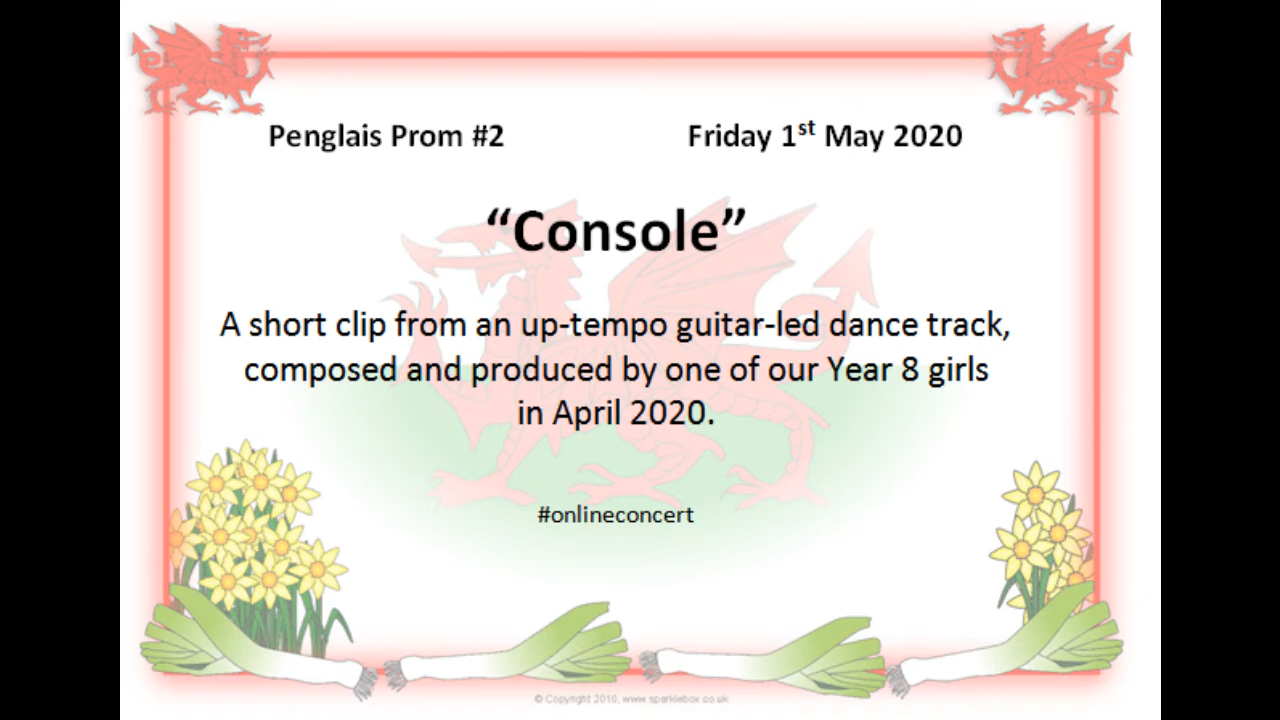 Penglais Prom #2 Friday 1st May 2020
“Console”
A short clip from an up-tempo guitar-led dance track,
composed and produced by one of our Year 8 girls
in April 2020.
#onlineconcert
© Copyright 2010, www.sparklebox.co.uk